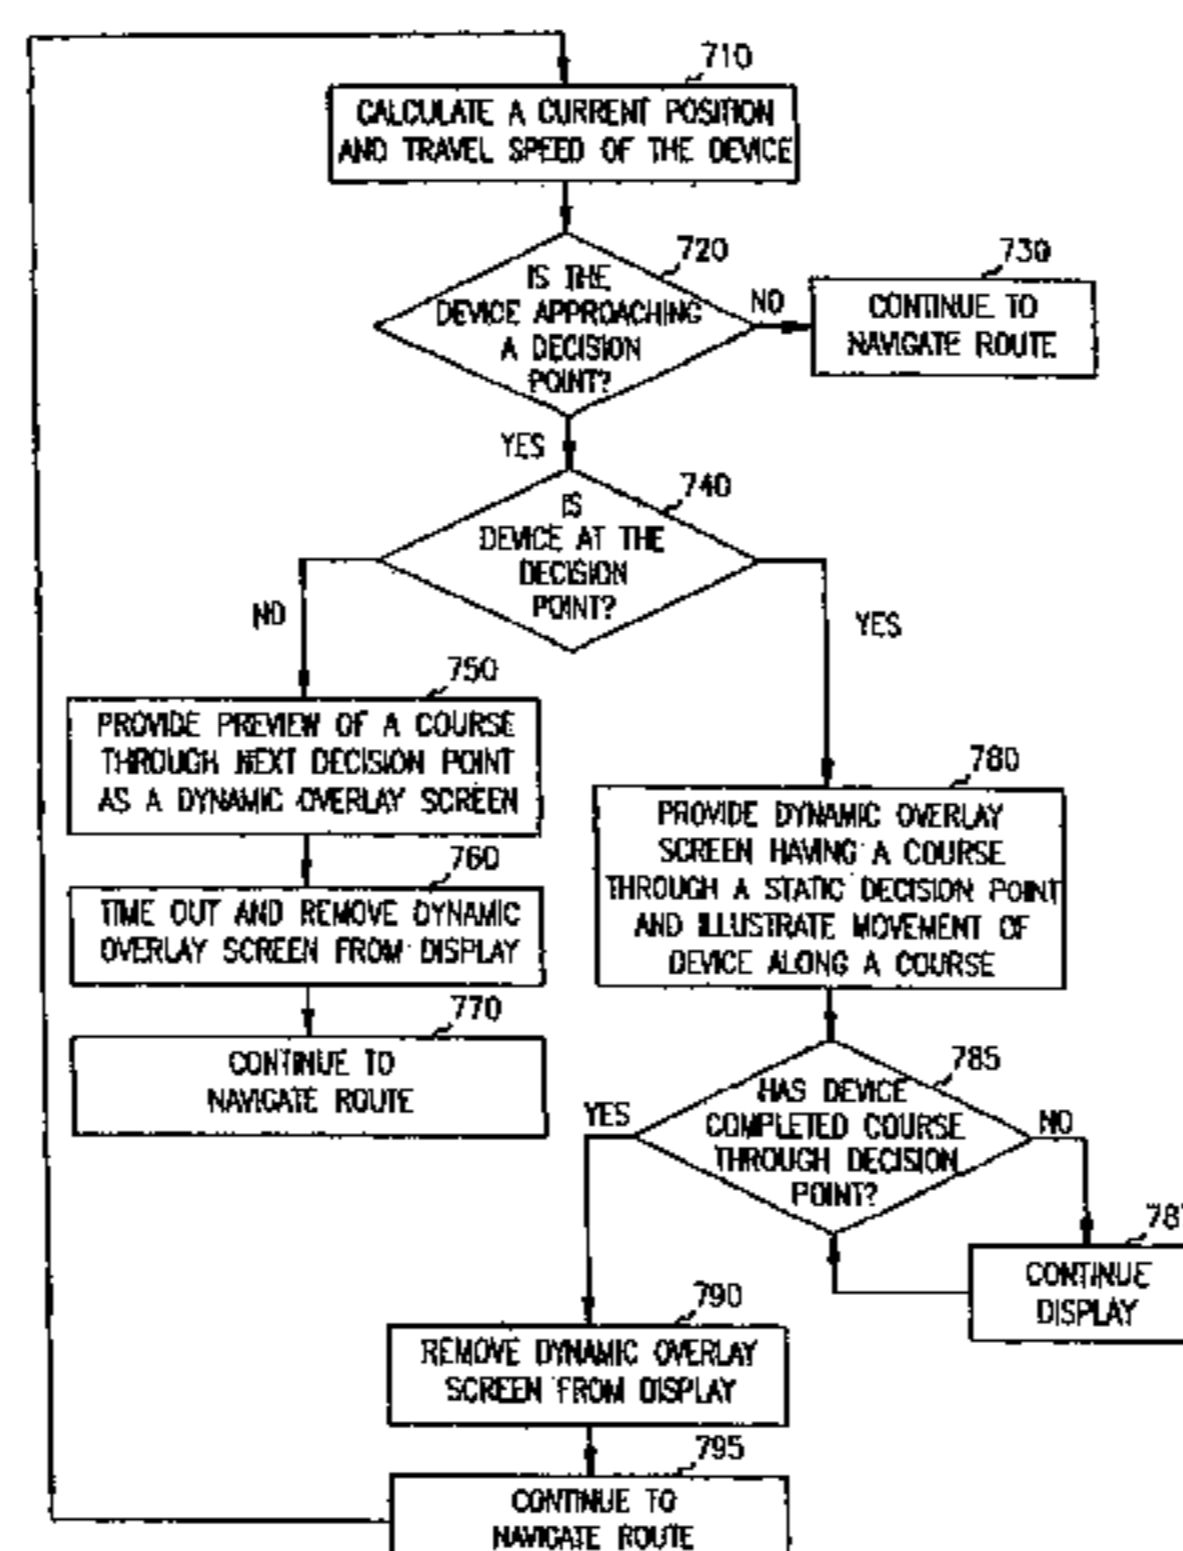 710
CALCULATE A CURRENT POSITION
AND TRAVEL SPEED OF THE DEVICE
720
IS THE
DEVICE APPROACHING
A DECISION
POINT?
NO
730
CONTINUE TO
NAVIGATE ROUTE
YES
740
IS
DEVICE AT THE
DECISION
POINT?
NO
YES
750
PROVIDE PREVIEW OF A COURSE
THROUGH NEXT DECISION POINT
AS A DYNAMIC OVERLAY SCREEN
760
TIME OUT AND REMOVE DYNAMIC
OVERLAY SCREEN FROM DISPLAY
770
CONTINUE TO
NAVIGATE ROUTE
780
PROVIDE DYNAMIC OVERLAY
SCREEN HAVING A COURSE
THROUGH A STATIC DECISION POINT
AND ILLUSTRATE MOVEMENT OF
DEVICE ALONG A COURSE
785
HAS DEVICE
COMPLETED COURSE
THROUGH DECISION
POINT?
YES
NO
CONTINUE
DISPLAY
790
REMOVE DYNAMIC OVERLAY
SCREEN FROM DISPLAY
795
CONTINUE TO
NAVIGATE ROUTE